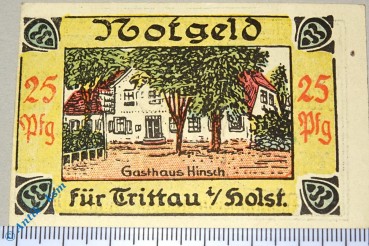 Notgeld
25
Pfg
25
Pfg
Gasthaus Hinsch
für Trittau i/Holst.